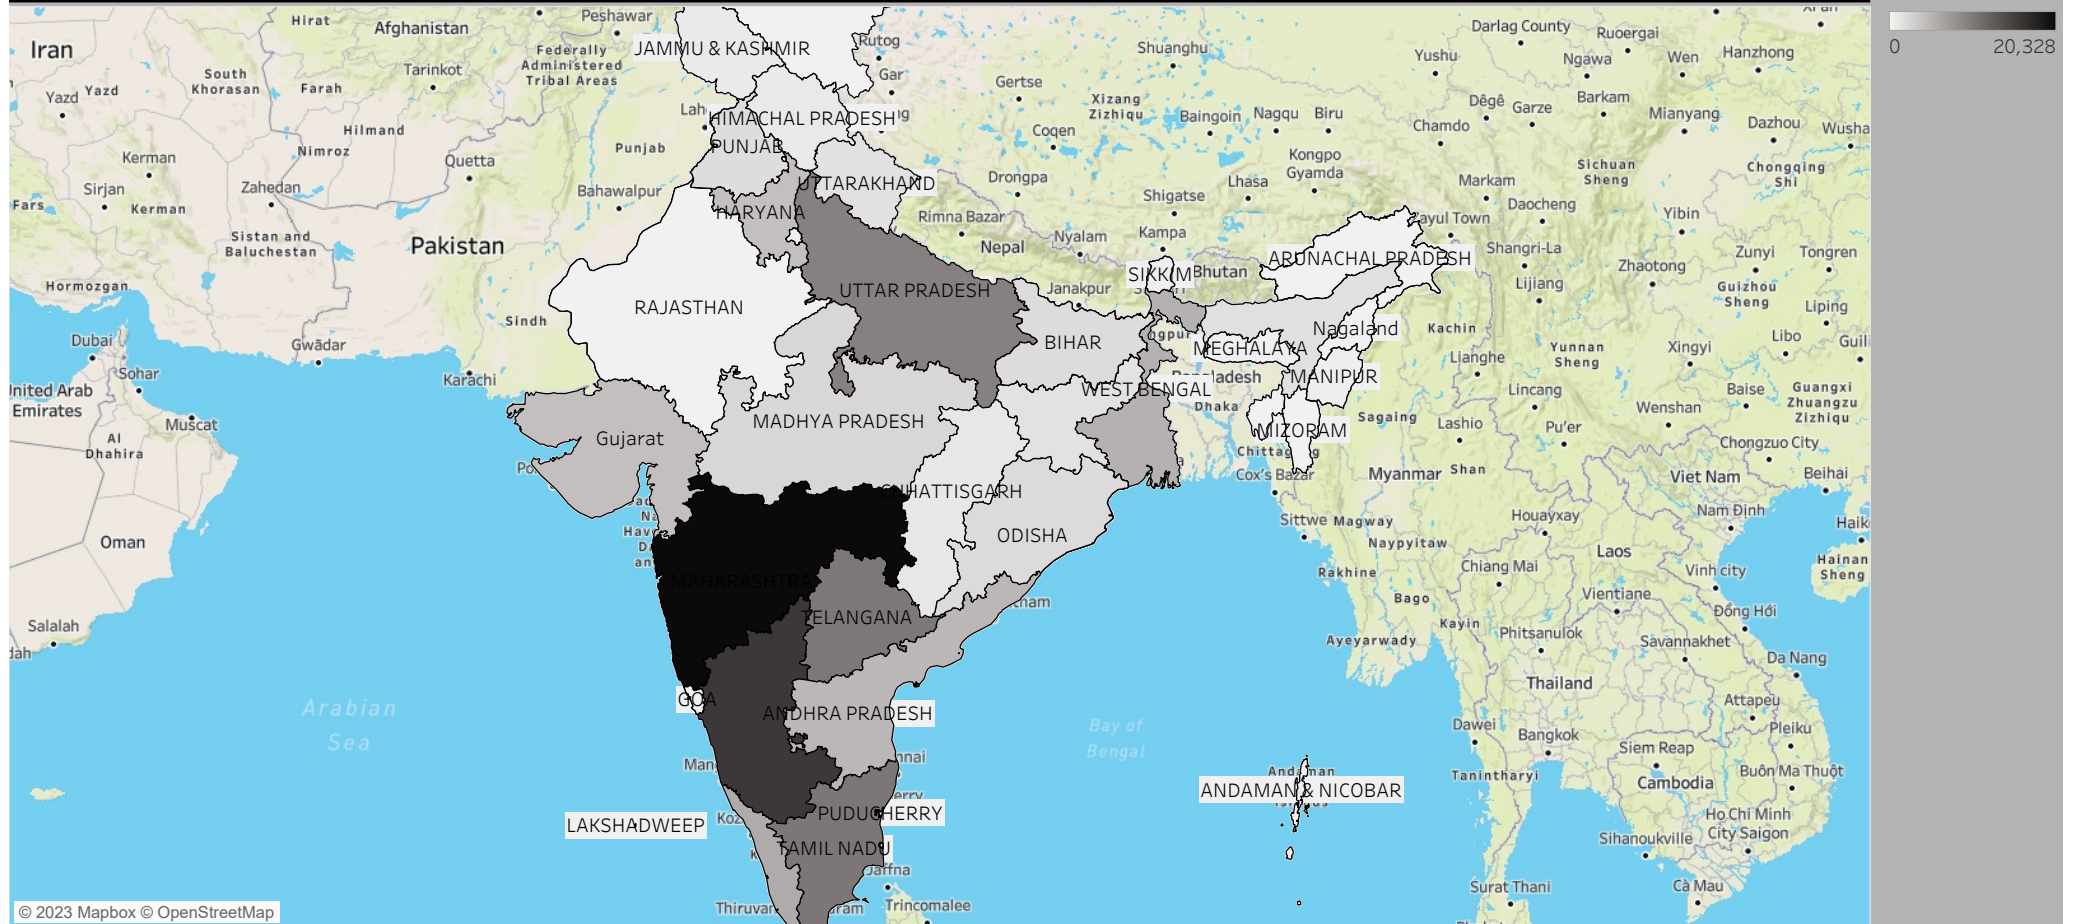 Hirat
Afghanistan
Peshawar
Darlag County
Ruoergai
Iran
JAMMU & KASHMIR
Rutog
Shuanghu
Yushu
Ngawa
Wen
Hanzhong
Federally
Administered
Tribal Areas
0
20,328
South
Khorasan
Tarinkot
Gar
Gertse
Yazd
Yazd
Farah
Xizang
Zizhiqu
Baingoin
Nagqu
Biru
Dêgê
Garze
Barkam
Mianyang
Dazhou
Hilmand
HIMACHAL PRADESH
Coqen
Chamdo
Kerman
Nimroz
Punjab
PUNJAB
Kongpo
Gyamda
Sichuan
Sheng
Chongqing
Shi
Quetta
Sirjan
Zahedan
Bahawalpur
UTTARAKHAND
Drongpa
Shigatse
Lhasa
Markam
Fars
Kerman
HARYANA
Rimna Bazar
Zayul Town
Daocheng
Yibin
Sistan and
Baluchestan
Pakistan
Nepal
Nyalam
Kampa
Shangri-La
Zunyi
Tongren
ARUNACHAL PRADESH
Zhaotong
Hormozgan
UTTAR PRADESH
Janakpur
SIKKIM
Bhutan
Lijiang
Guizhou
Sheng
RAJASTHAN
Liping
Sindh
Nagaland
Kachin
Dubai
Gwādar
BIHAR
MEGHALAYA
Lianghe
Yunnan
Sheng
Xingyi
Libo
Sohar
Karachi
MANIPUR
United Arab
Emirates
WEST BENGAL
Lincang
Baise
Guangxi
Zhuangzu
Zizhiqu
Dhaka
Sagaing
Wenshan
Muscat
MADHYA PRADESH
MIZORAM
Lashio
Pu'er
Al
Dhahira
Gujarat
Chongzuo City
Cox's Bazar
Myanmar
Shan
Viet Nam
Beihai
CHHATTISGARH
Nam Định
Sittwe
Magway
Houayxay
Oman
ODISHA
Naypyitaw
Laos
Hainan
Sheng
MAHARASHTRA
Rakhine
Chiang Mai
Vinh city
Bago
Vientiane
Đồng Hới
TELANGANA
Salalah
Kayin
Phitsanulok
Ayeyarwady
Savannakhet
Da Nang
Thailand
Arabian
Sea
GOA
ANDHRA PRADESH
Bay of
Bengal
Attapeu
Dawei
Bangkok
Pleiku
Siem Reap
Andaman
Tanintharyi
Cambodia
Buôn Ma Thuột
ANDAMAN & NICOBAR
LAKSHADWEEP
PUDUCHERRY
Ho Chi Minh
City Saigon
Sihanoukville
TAMIL NADU
Jaffna
Surat Thani
Cà Mau
Trincomalee
© 2023 Mapbox © OpenStreetMap